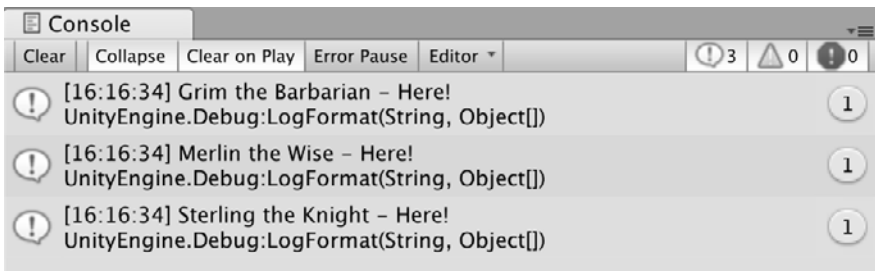 Console
Clear Collapse Clear on Play Error Pause Editor 3 0 0
[16:16:34] Grim the Barbarian – Here!
UnityEngine.Debug:LogFormat(String, Object[]) 1
[16:16:34] Merlin the Wise – Here!
UnityEngine.Debug:LogFormat(String, Object[]) 1
[16:16:34] Sterling the Knight – Here!
UnityEngine.Debug:LogFormat(String, Object[]) 1